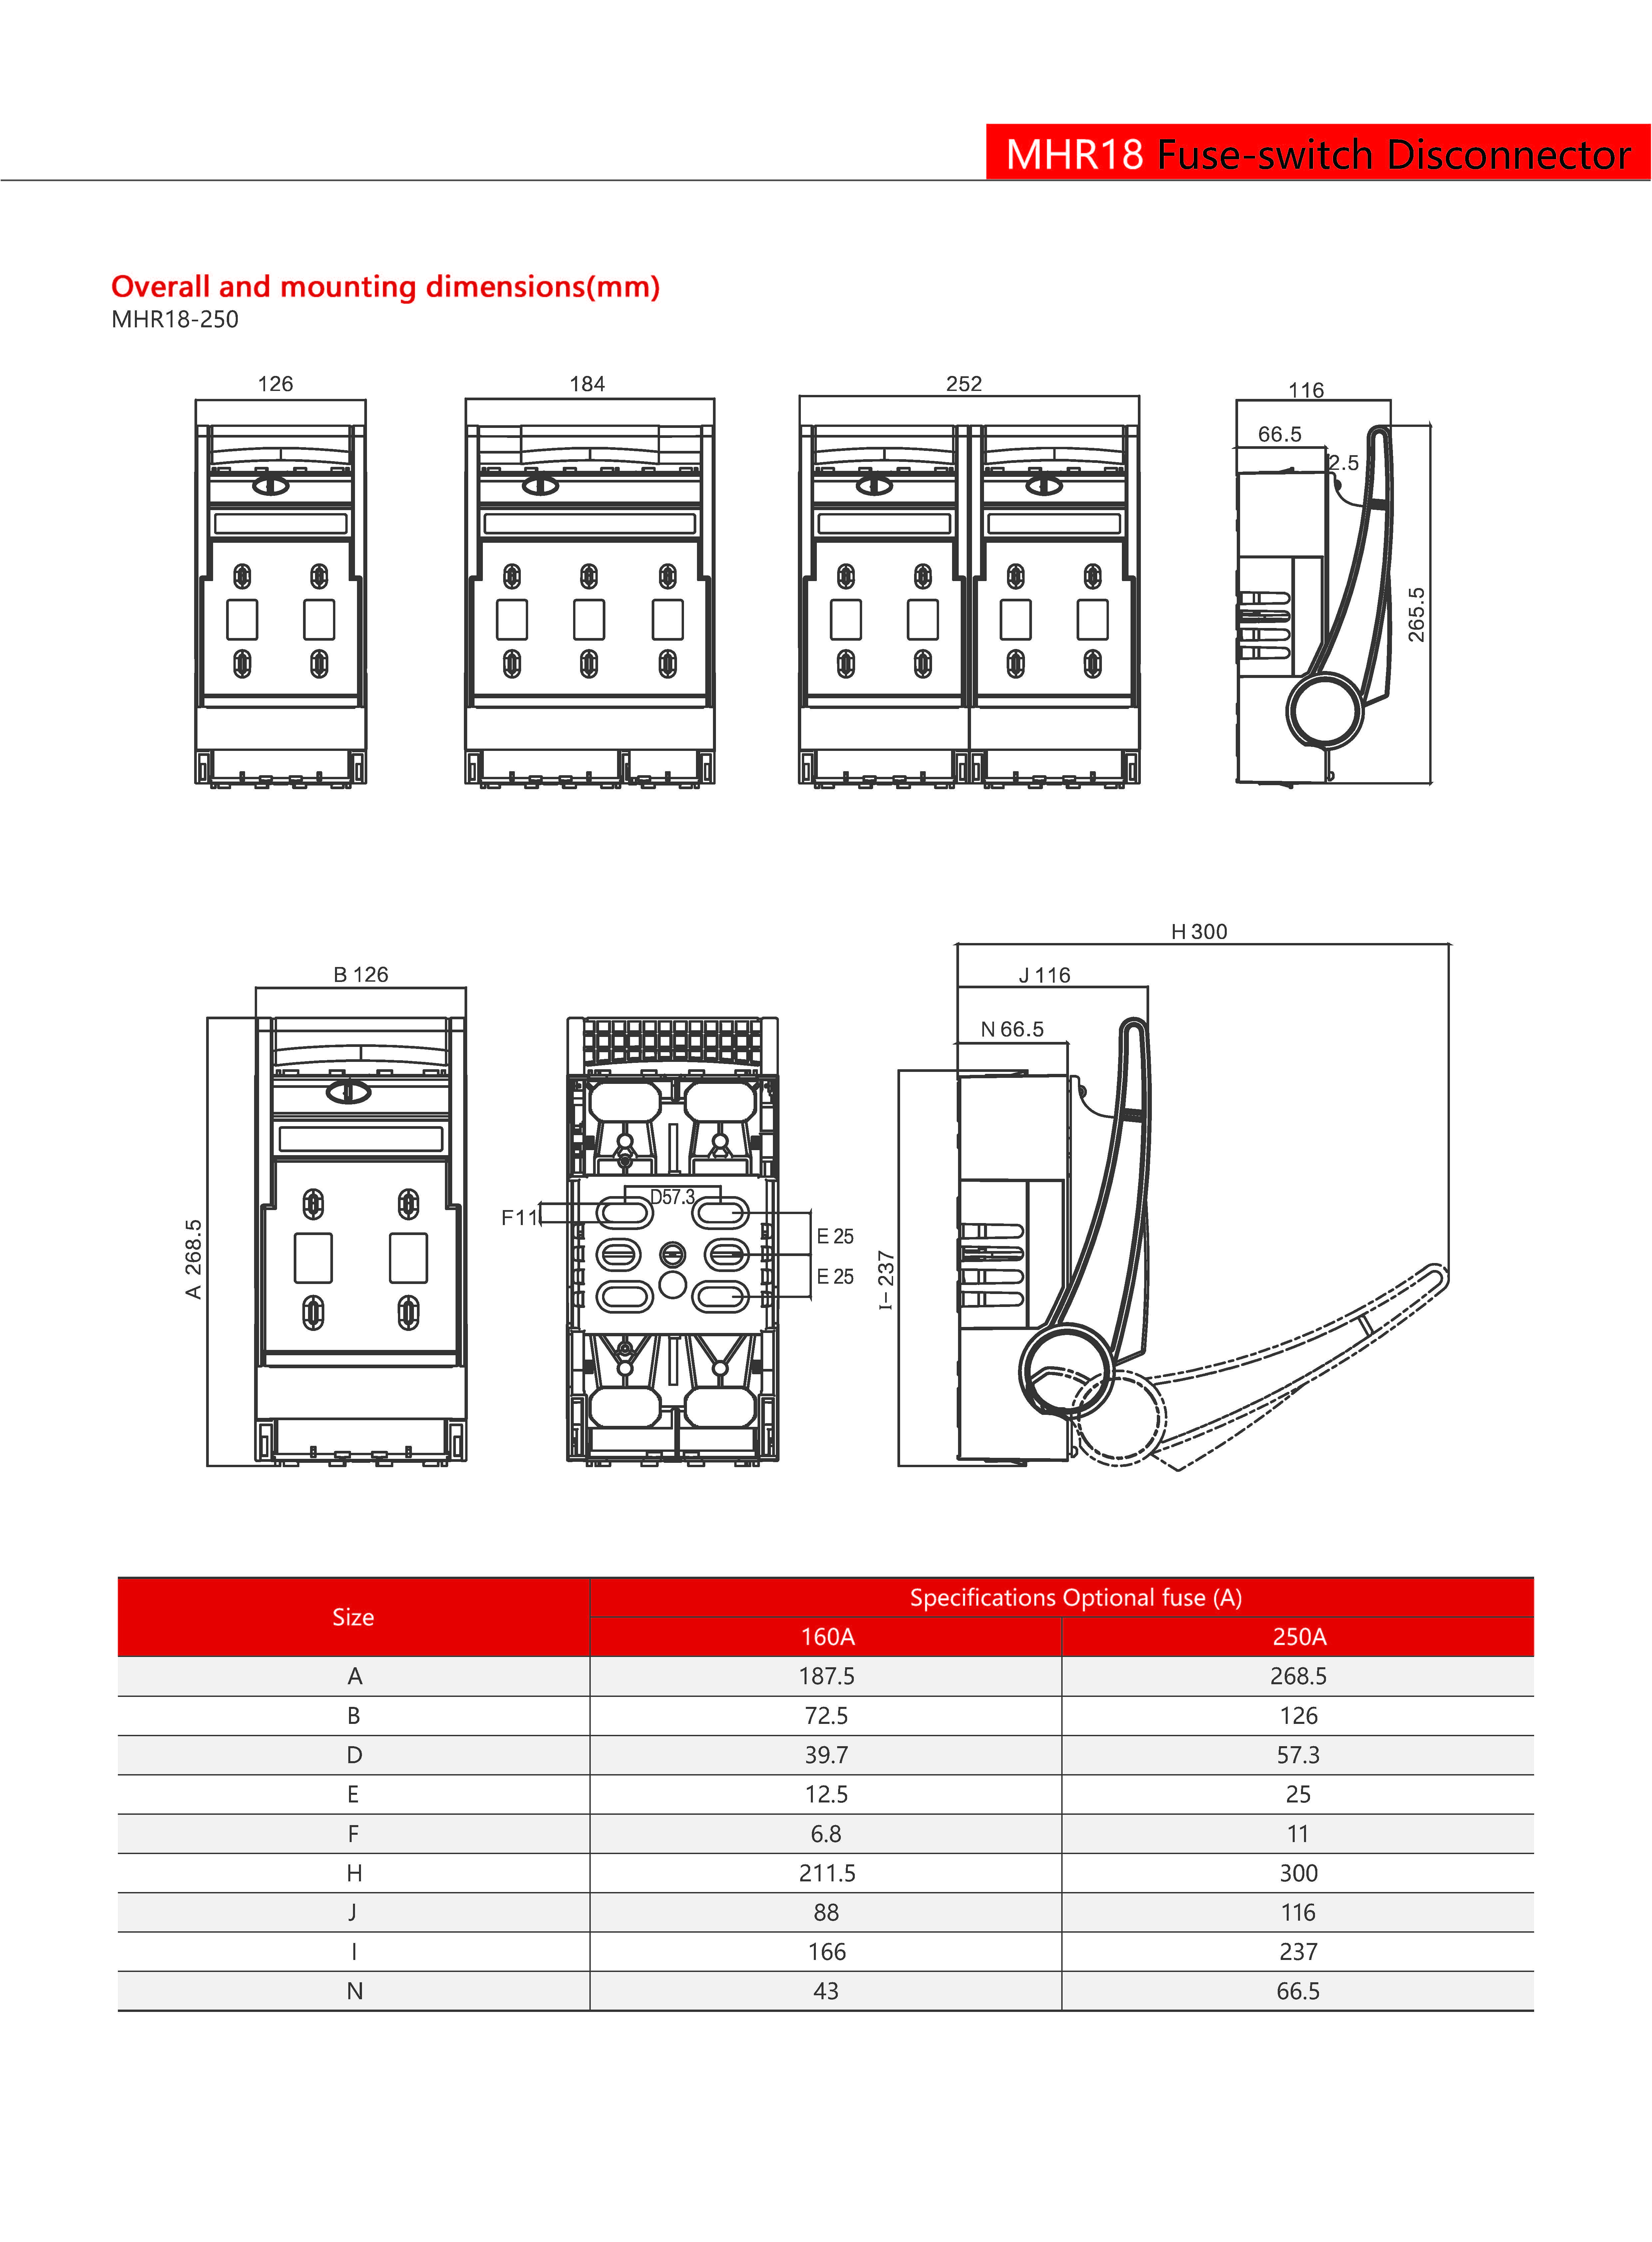 MHR18 Fuse-switch Disconnector
Overall and mounting dimensions(mm)
MHR18-250
126
184
252
116
66.5
2.5
265.5
H 300
B 126
J 116
N 66.5
D57.3
F11
E 25
E 25
A 268.5
I-237
Size
Specifications Optional fuse (A)
160A 250A
A 187.5 268.5
B 72.5 126
D 39.7 57.3
E 12.5 25
F 6.8 11
H 211.5 300
J 88 116
I 166 237
N 43 66.5